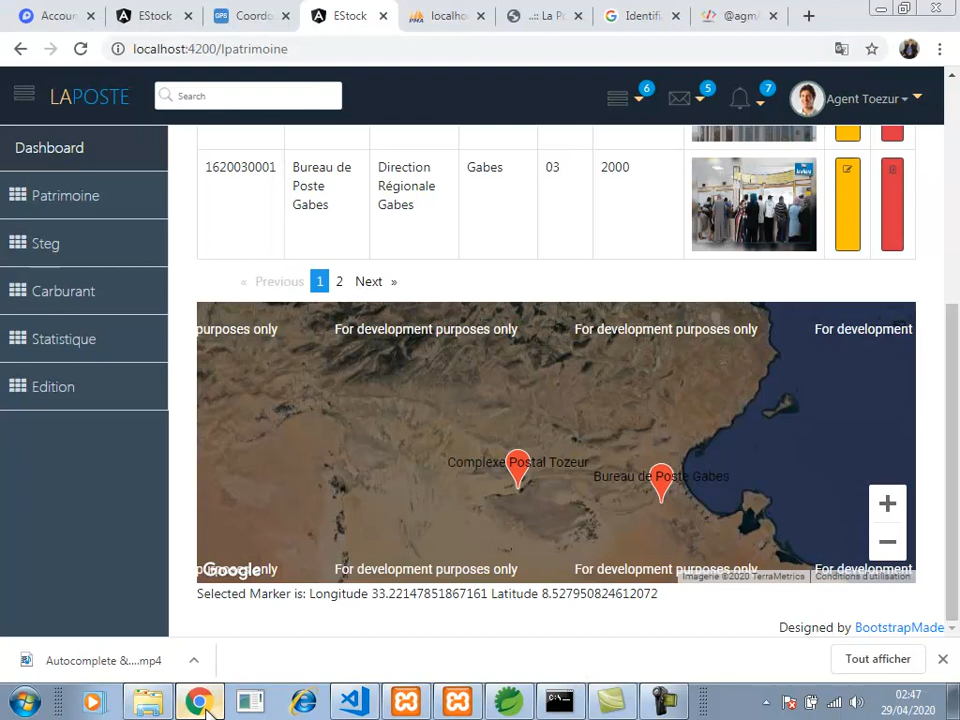 Accoun
EStock
Coordo
EStock
localho
..:: La Po
Identifi
@agm/
localhost:4200/lpatrimoine
LAPOSTE
Search
6
5
7
Agent Toezur
Dashboard
Patrimoine
Steg
Carburant
Statistique
Edition
1620030001 Bureau de Poste Gabes Direction Régionale Gabes Gabes 03 2000
« Previous 1 2 Next »
purposes only For development purposes only For development purposes only For development
Complexe Postal Tozeur
Bureau de Poste Gabes
+
−
Google
only For development purposes only For development purposes only For development
Imagerie ©2020 TerraMetrics Conditions d'utilisation
Selected Marker is: Longitude 33.22147851867161 Latitude 8.527950824612072
Designed by BootstrapMade
Autocomplete &....mp4
Tout afficher
02:47
29/04/2020